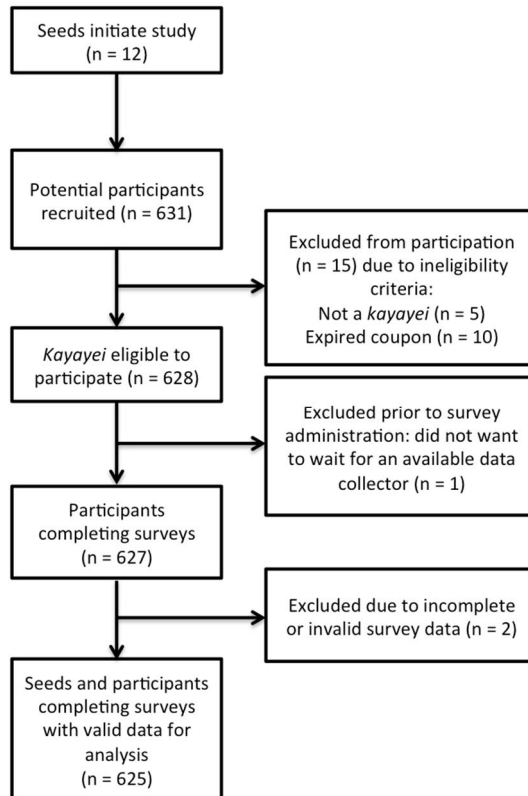 Seeds initiate study
(n = 12)
Potential participants
recruited (n = 631)
Excluded from participation
(n = 15) due to ineligibility
criteria:
Not a kayayei (n = 5)
Expired coupon (n = 10)
Kayayei eligible to
participate (n = 628)
Excluded prior to survey
administration: did not want
to wait for an available data
collector (n = 1)
Participants
completing surveys
(n = 627)
Excluded due to incomplete
or invalid survey data (n = 2)
Seeds and participants
completing surveys
with valid data for
analysis
(n = 625)